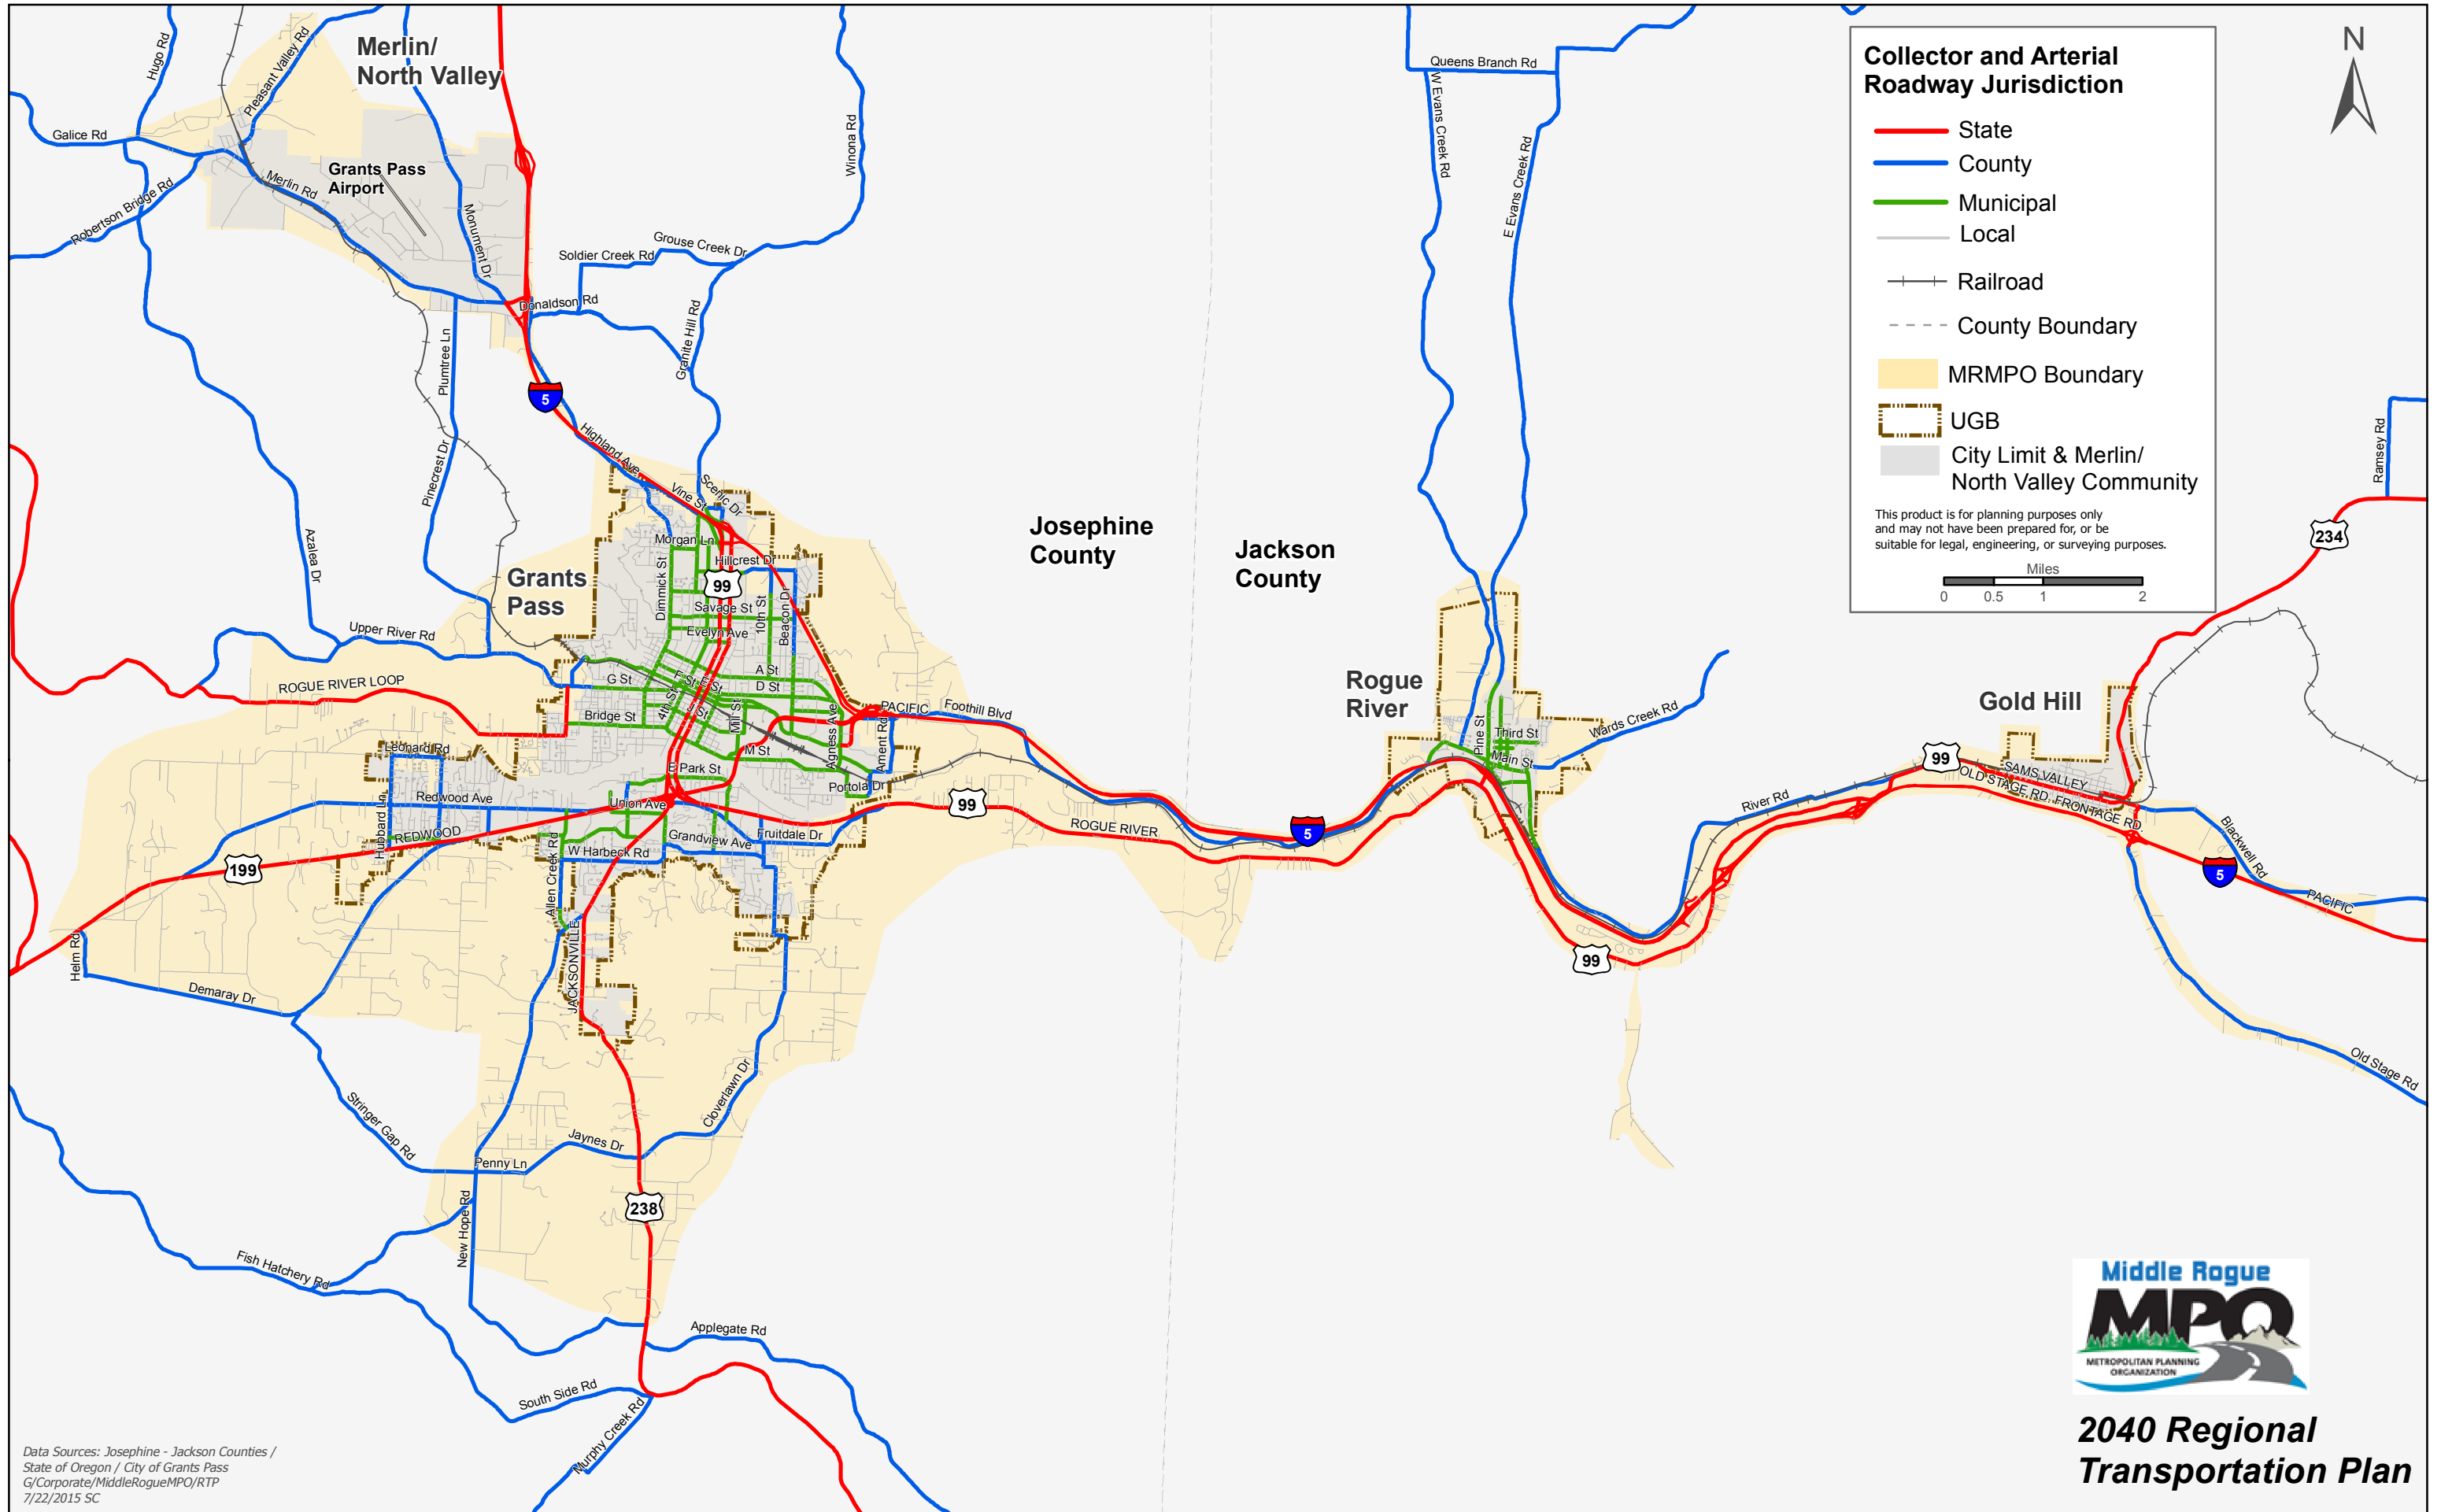 Merlin/
North Valley
Hugo Rd
Pleasant Valley Rd
Galice Rd
Grants Pass
Airport
Merlin Rd
Robertson Bridge Rd
Monument Dr
Winona Rd
Grouse Creek Dr
Soldier Creek Rd
Donaldson Rd
Granite Hill Rd
Plumtree Ln
5
Pinecrest Dr
Highland Ave
Vine St
Scenic Dr
Azalea Dr
Grants
Pass
Morgan Ln
Hillcrest Dr
99
Dimmick St
Savage St
10th St
Beacon Dr
Evelyn Ave
Upper River Rd
ROGUE RIVER LOOP
A St
G St
F St
E St
D St
4th St
J St
Bridge St
Mill St
Agness Ave
PACIFIC
Foothill Blvd
Ament Rd
Leonard Rd
M St
E Park St
Portola Dr
Redwood Ave
Union Ave
99
Hubbard Ln
REDWOOD
Grandview Ave
Fruitdale Dr
ROGUE RIVER
199
W Harbeck Rd
Allen Creek Rd
JACKSONVILLE
Helm Rd
Demaray Dr
Stringer Gap Rd
Cloverlawn Dr
Jaynes Dr
Penny Ln
New Hope Rd
238
Fish Hatchery Rd
Applegate Rd
South Side Rd
Murphy Creek Rd
Josephine
County
Jackson
County
Queens Branch Rd
W Evans Creek Rd
E Evans Creek Rd
Rogue
River
Pine St
Third St
Main St
Wards Creek Rd
5
99
River Rd
99
Gold Hill
SAMS VALLEY
OLD STAGE RD. FRONTAGE RD.
Blackwell Rd
5
PACIFIC
Old Stage Rd
234
Ramsey Rd
Collector and Arterial
Roadway Jurisdiction
State
County
Municipal
Local
Railroad
County Boundary
MRMPO Boundary
UGB
City Limit & Merlin/
North Valley Community
This product is for planning purposes only
and may not have been prepared for, or be
suitable for legal, engineering, or surveying purposes.
Miles
0 0.5 1 2
N
Middle Rogue
MPO
METROPOLITAN PLANNING
ORGANIZATION
2040 Regional
Transportation Plan
Data Sources: Josephine - Jackson Counties /
State of Oregon / City of Grants Pass
G/Corporate/MiddleRogueMPO/RTP
7/22/2015 SC